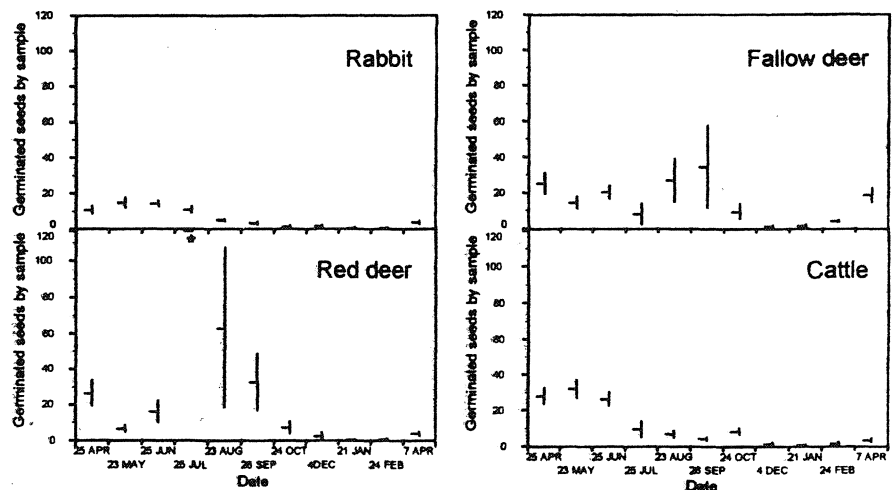 Germinated seeds by sample
120
100
80
60
40
20
0
Rabbit
Germinated seeds by sample
120
100
80
60
40
20
0
Fallow deer
Germinated seeds by sample
120
100
80
60
40
20
0
*
Red deer
25 APR 23 MAY 25 JUN 25 JUL 23 AUG 28 SEP 24 OCT 4DEC 21 JAN 24 FEB 7 APR
Date
Germinated seeds by sample
120
100
80
60
40
20
0
Cattle
25 APR 23 MAY 25 JUN 25 JUL 23 AUG 28 SEP 24 OCT 4 DEC 21 JAN 24 FEB 7 APR
Date